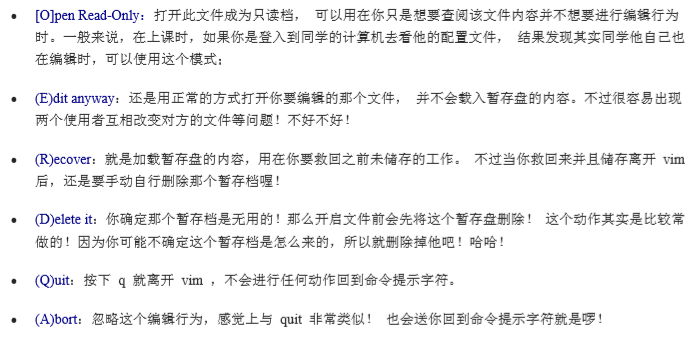 [O]pen Read-Only：打开此文件成为只读档， 可以用在你只是想要查阅该文件内容并不想要进行编辑行为
时。一般来说，在上课时，如果你是登入到同学的计算机去看他的配置文件， 结果发现其实同学他自己也
在编辑时，可以使用这个模式；
(E)dit anyway：还是用正常的方式打开你要编辑的那个文件， 并不会载入暂存盘的内容。不过很容易出现
两个使用者互相改变对方的文件等问题！不好不好！
(R)ecover：就是加载暂存盘的内容，用在你要救回之前未储存的工作。 不过当你救回来并且储存离开 vim
后，还是要手动自行删除那个暂存档喔！
(D)elete it：你确定那个暂存档是无用的！那么开启文件前会先将这个暂存盘删除！ 这个动作其实是比较常
做的！因为你可能不确定这个暂存档是怎么来的，所以就删除掉他吧！哈哈！
(Q)uit：按下 q 就离开 vim ，不会进行任何动作回到命令提示字符。
(A)bort：忽略这个编辑行为，感觉上与 quit 非常类似！ 也会送你回到命令提示字符就是啰！